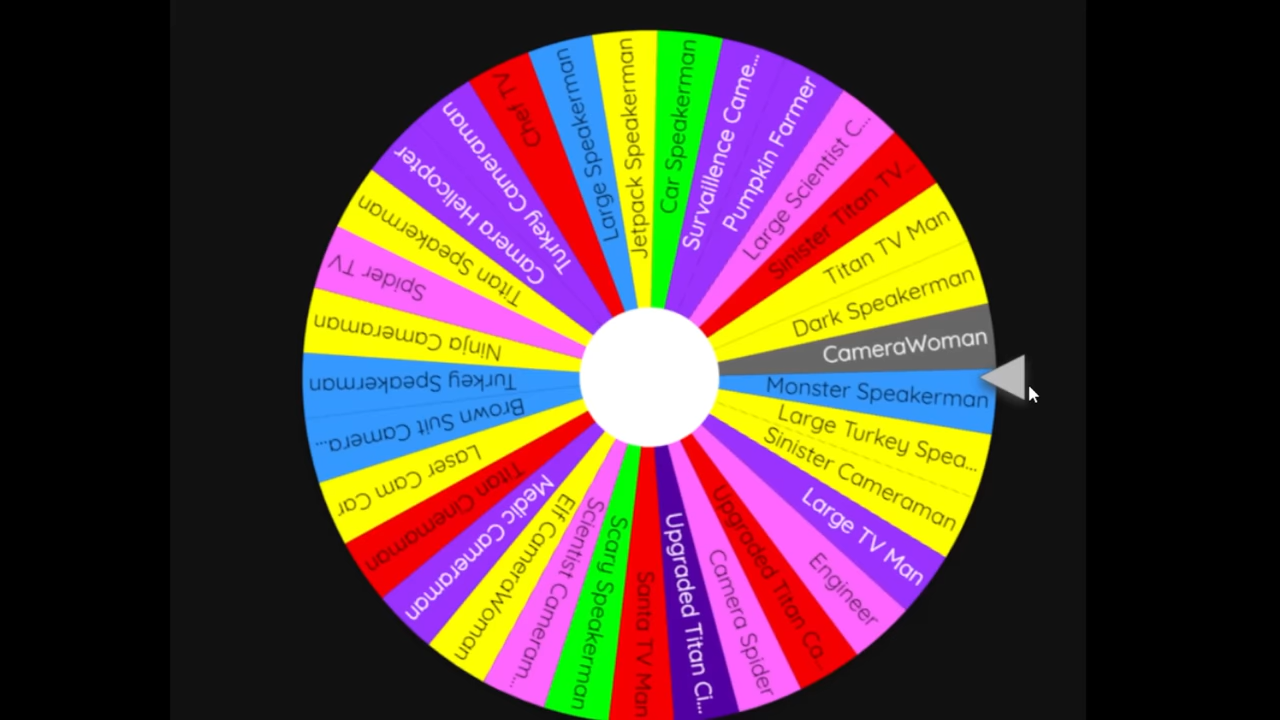 Jetpack Speakerman
Car Speakerman
Survaillence Came...
Pumpkin Farmer
Large Scientist C...
Sinister Titan TV...
Titan TV Man
Dark Speakerman
CameraWoman
Monster Speakerman
Large Turkey Spea...
Sinister Cameraman
Large TV Man
Engineer
Upgraded Titan Ca...
Camera Spider
Upgraded Titan Ci...
Santa TV Man
Scary Speakerman
Scientist Cameram...
Elf CameraWoman
Medic Cameraman
Titan Cinemaman
Laser Cam Car
Brown Suit Camera...
Turkey Speakerman
Ninja Cameraman
Spider TV
Titan Speakerman
Camera Helicopter
Turkey Cameraman
Chef TV
Large Speakerman